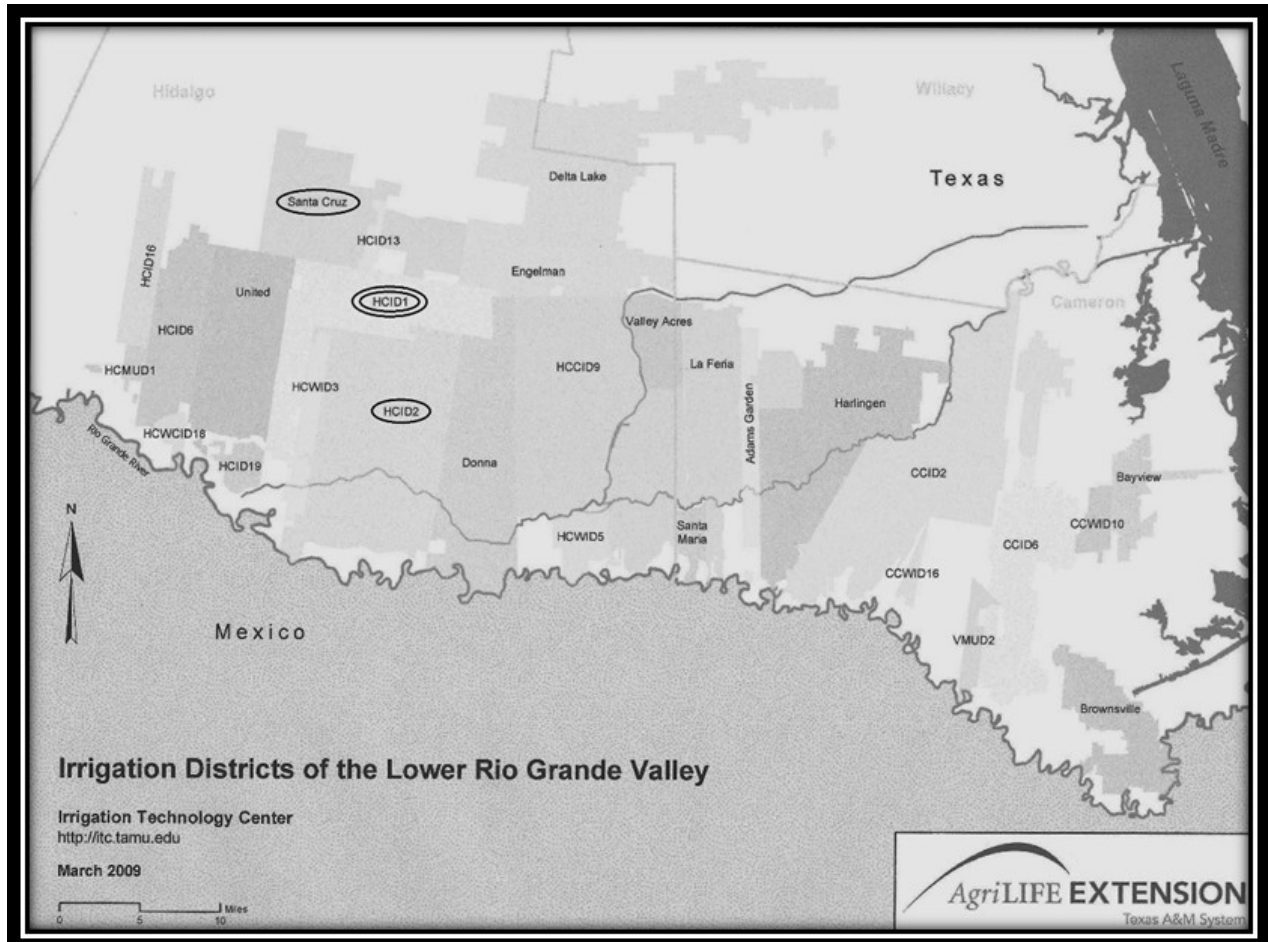 Hidalgo
Willacy
Laguna Madre
Texas
Delta Lake
Santa Cruz
HCID13
HCID16
Engelman
United
HCID1
Cameron
HCID6
Valley Acres
HCMUD1
HCCID9
La Feria
HCWID3
Adams Garden
Harlingen
HCID2
HCWCID18
Rio Grande River
HCID19
Donna
CCID2
Bayview
N
HCWID5
Santa
Maria
CCWID10
CCID6
CCWID16
Mexico
VMUD2
Brownsville
Irrigation Districts of the Lower Rio Grande Valley
Irrigation Technology Center
http://itc.tamu.edu
March 2009
0 5 10 Miles
AgriLIFE EXTENSION
Texas A&M System